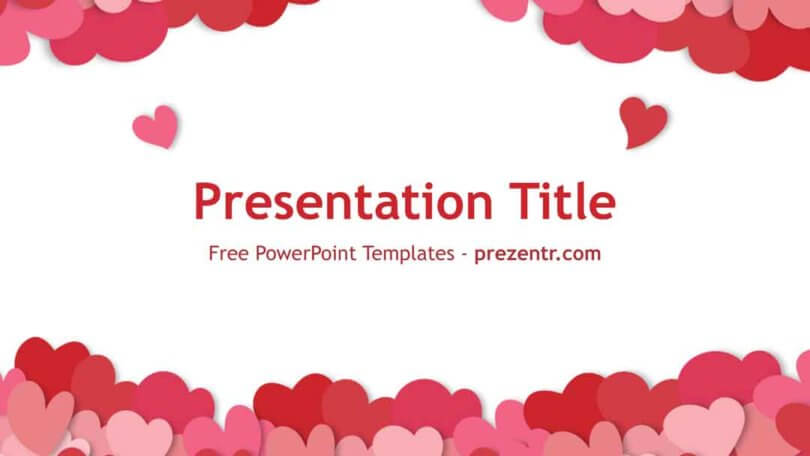 Presentation Title
Free PowerPoint Templates - prezentr.com